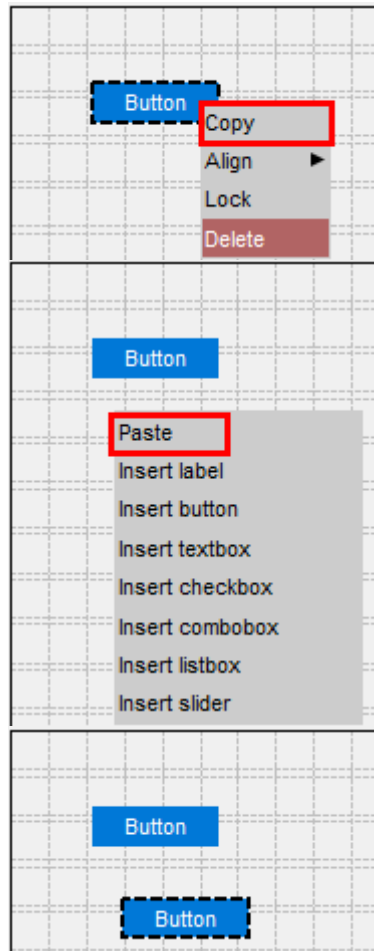 Button
Copy
Align
Lock
Delete
Button
Paste
Insert label
Insert button
Insert textbox
Insert checkbox
Insert combobox
Insert listbox
Insert slider
Button
Button